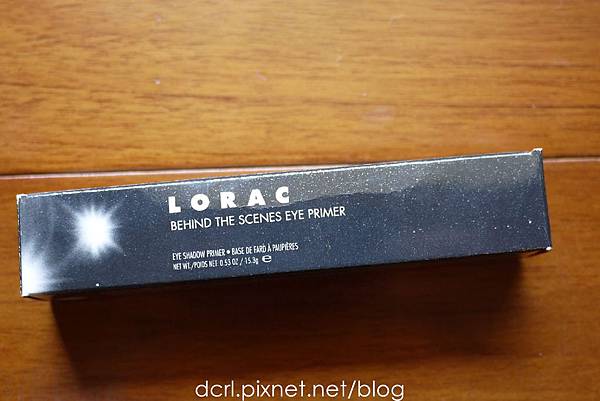 LORAC
BEHIND THE SCENES EYE PRIMER
EYE SHADOW PRIMER • BASE DE FARD À PAUPIÈRES
NET WT./POIDS NET 0.53 OZ / 15.3g ℮
dcrl.pixnet.net/blog